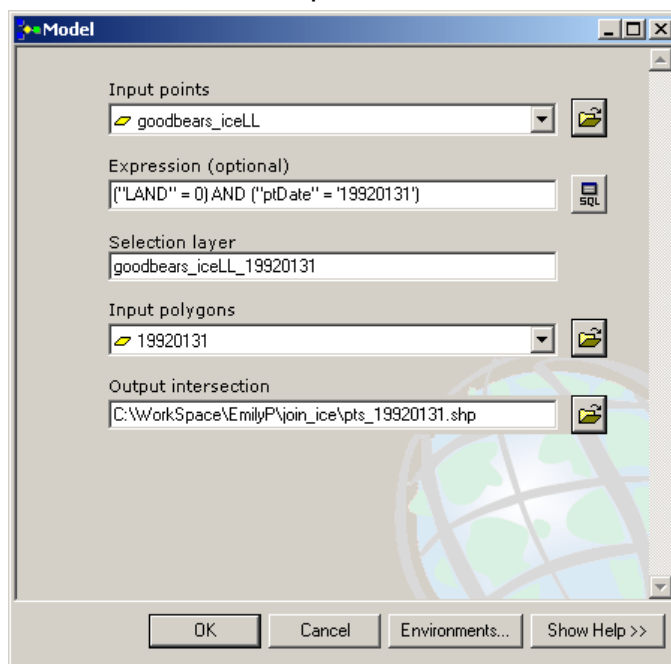 Model
Input points
goodbears_iceLL
Expression (optional)
("LAND" = 0) AND ("ptDate" = '19920131')
SQL
Selection layer
goodbears_iceLL_19920131
Input polygons
19920131
Output intersection
C:\WorkSpace\EmilyP\join_ice\pts_19920131.shp
OK Cancel Environments... Show Help >>